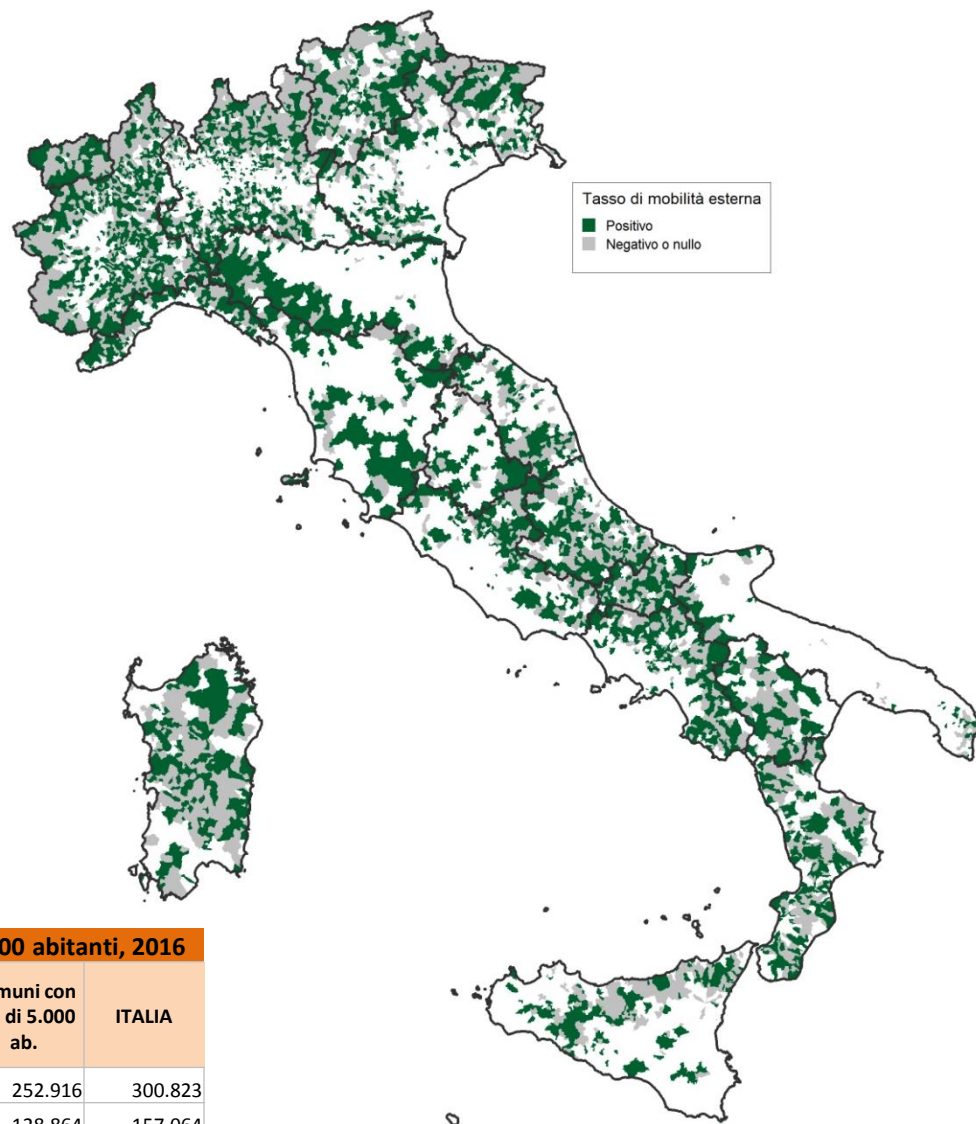 Tasso di mobilità esterna
Positivo
Negativo o nullo
00 abitanti, 2016
muni con
di 5.000
ab.
ITALIA
252.916 300.823